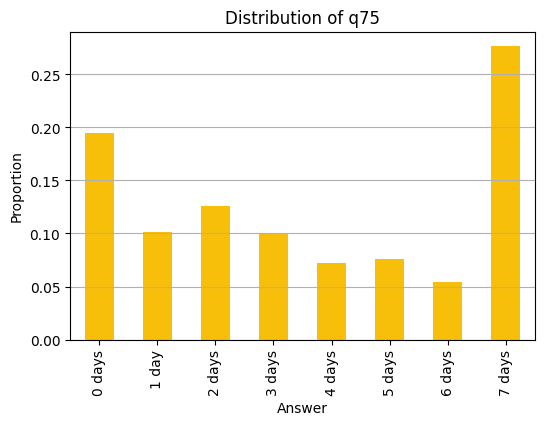 Distribution of q75
Proportion
0.25
0.20
0.15
0.10
0.05
0.00
0 days
1 day
2 days
3 days
4 days
5 days
6 days
7 days
Answer